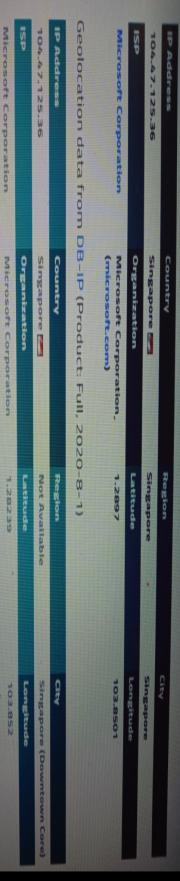 IP Address Country Region City
104.47.125.36 Singapore Singapore Singapore
ISP Organization Latitude Longitude
Microsoft Corporation Microsoft Corporation. 1.2897 103.8501
(microsoft.com)
Geolocation data from DB-IP (Product: Full, 2020-8-1)
IP Address Country Region City
104.47.125.36 Singapore Not Available Singapore (Downtown Core)
ISP Organization Latitude Longitude
Microsoft Corporation Microsoft Corporation 1.28239 103.852